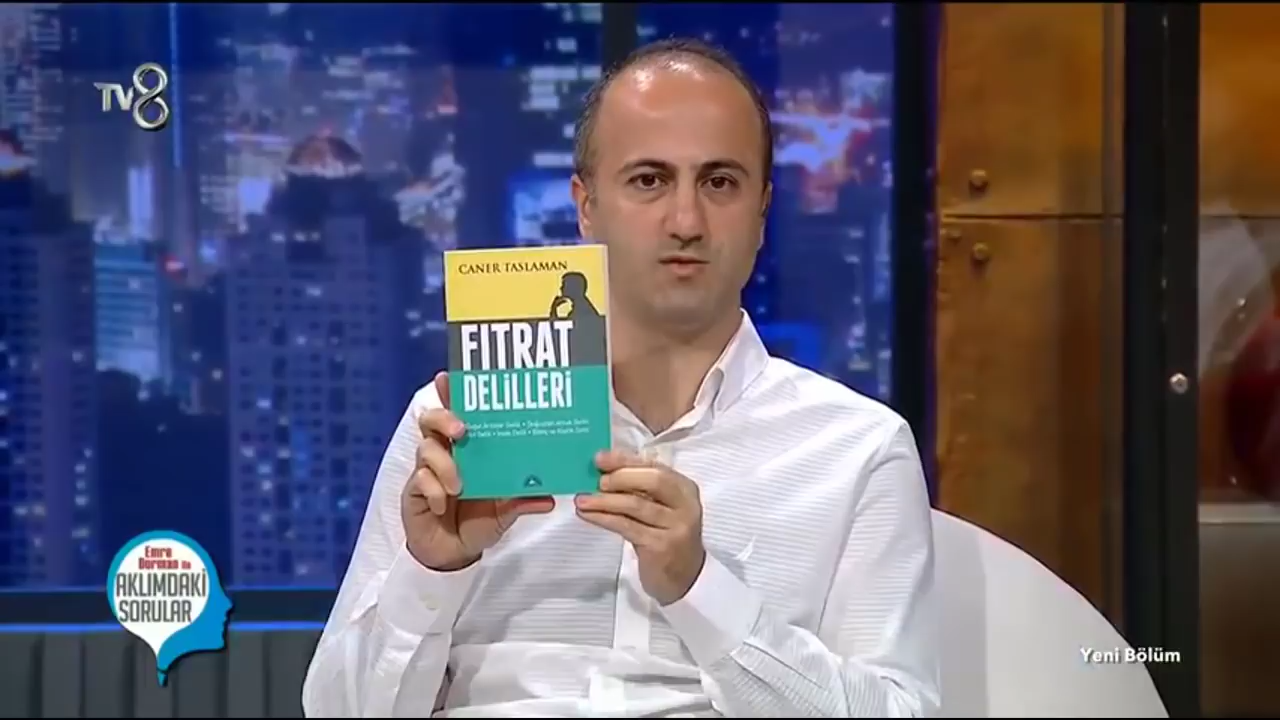 TV8
CANER TASLAMAN
FITRAT
DELİLLERİ
Emre
Dorman ile
AKLIMDAKİ
SORULAR
Yeni Bölüm